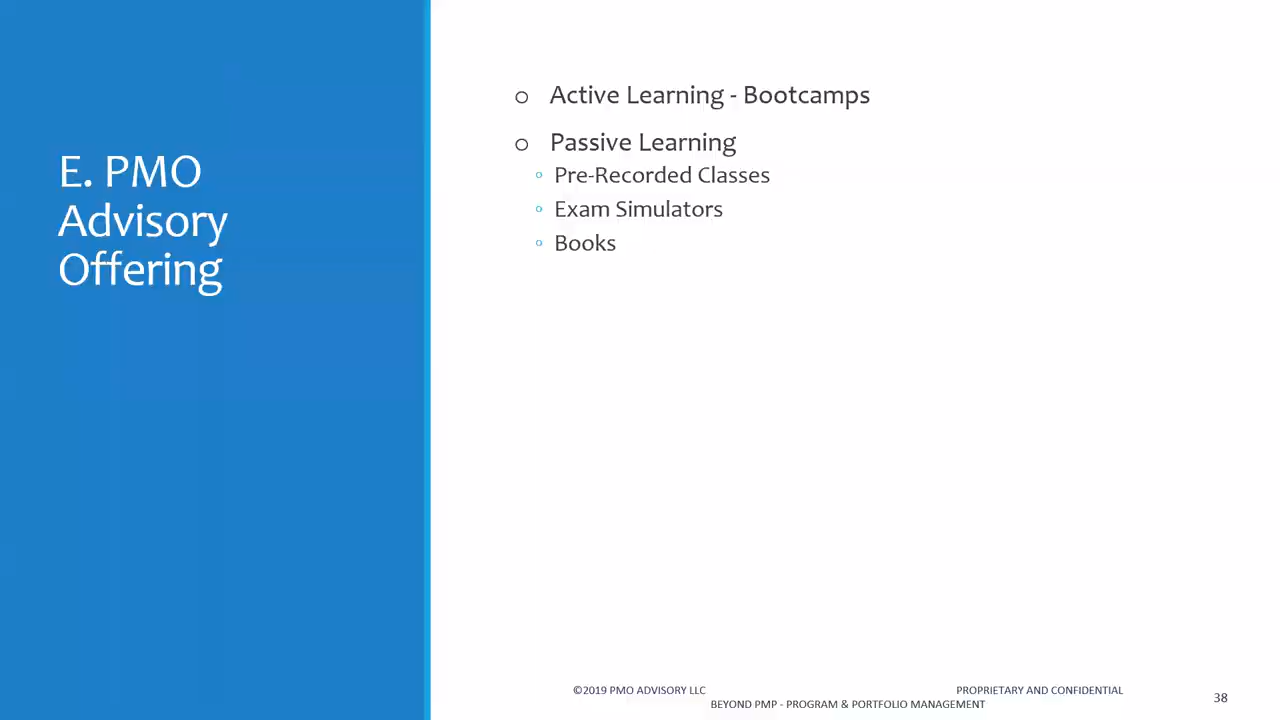 E. PMO
Advisory
Offering
o Active Learning - Bootcamps
o Passive Learning
◦ Pre-Recorded Classes
◦ Exam Simulators
◦ Books
©2019 PMO ADVISORY LLC PROPRIETARY AND CONFIDENTIAL
BEYOND PMP - PROGRAM & PORTFOLIO MANAGEMENT
38